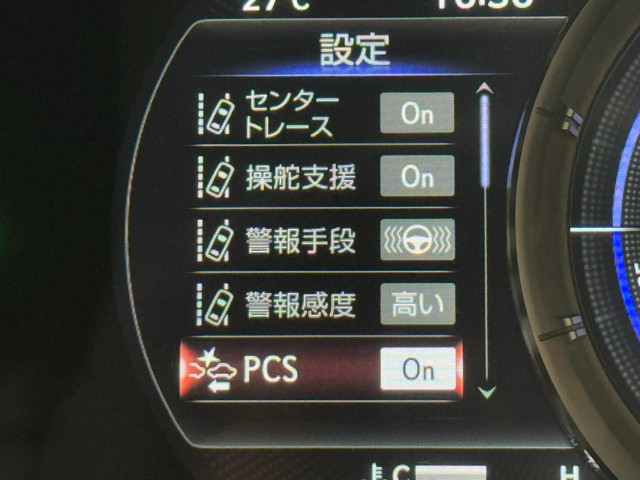 27℃
設定
センター
トレース
On
操舵支援
On
警報手段
警報感度
高い
PCS
On
C
H